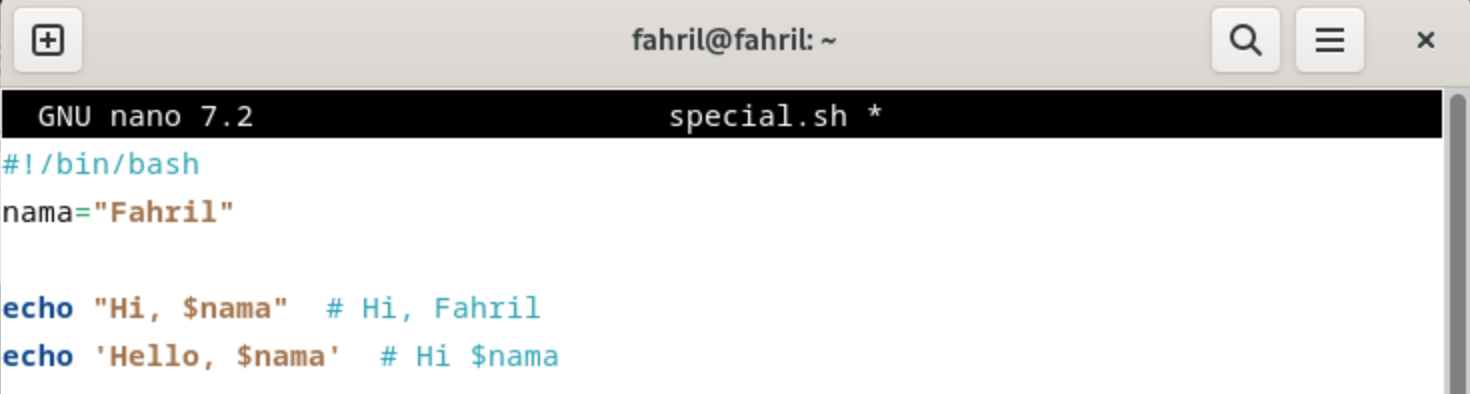 fahril@fahril: ~
GNU nano 7.2 special.sh *
#!/bin/bash
nama="Fahril"
echo "Hi, $nama"  # Hi, Fahril
echo 'Hello, $nama'  # Hi $nama